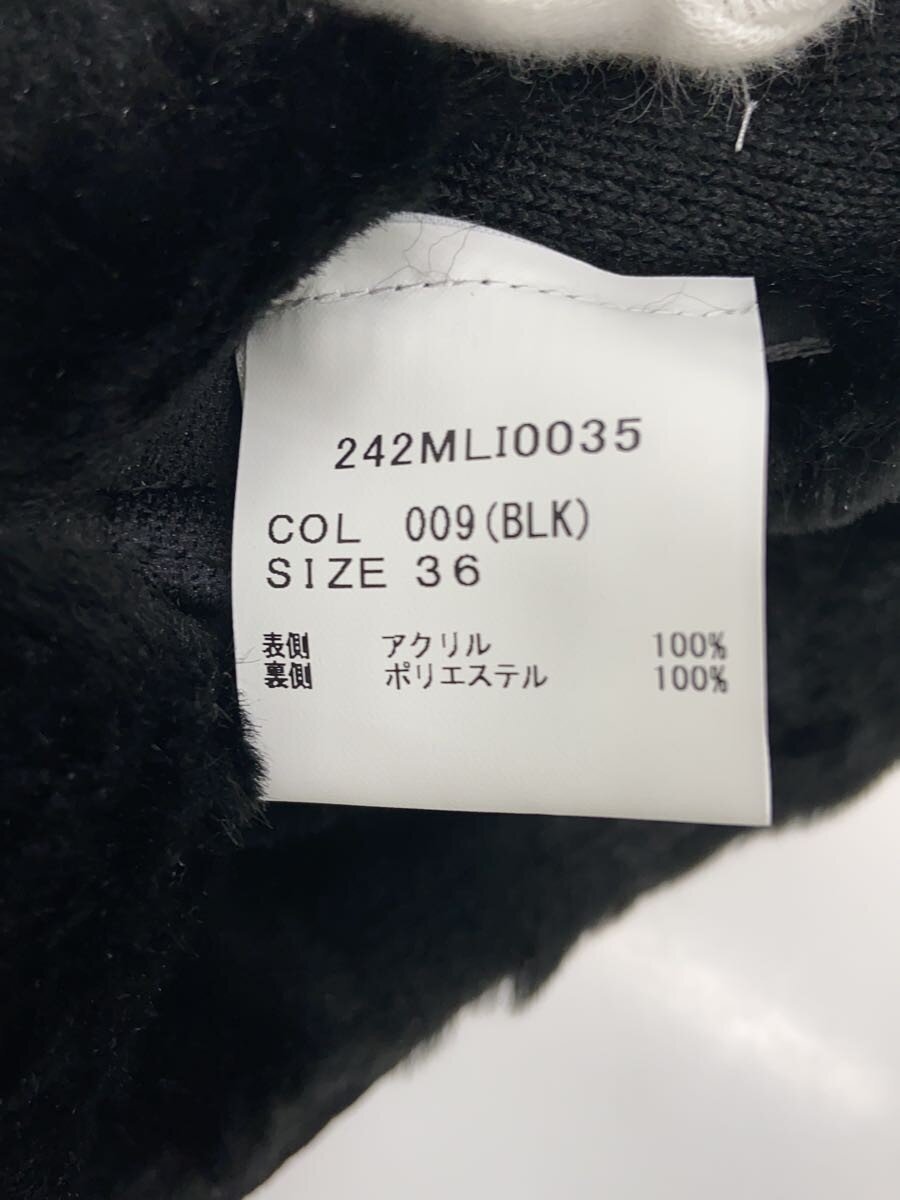 242MLI0035
COL 009(BLK)
SIZE 36
表側 アクリル 100%
裏側 ポリエステル 100%